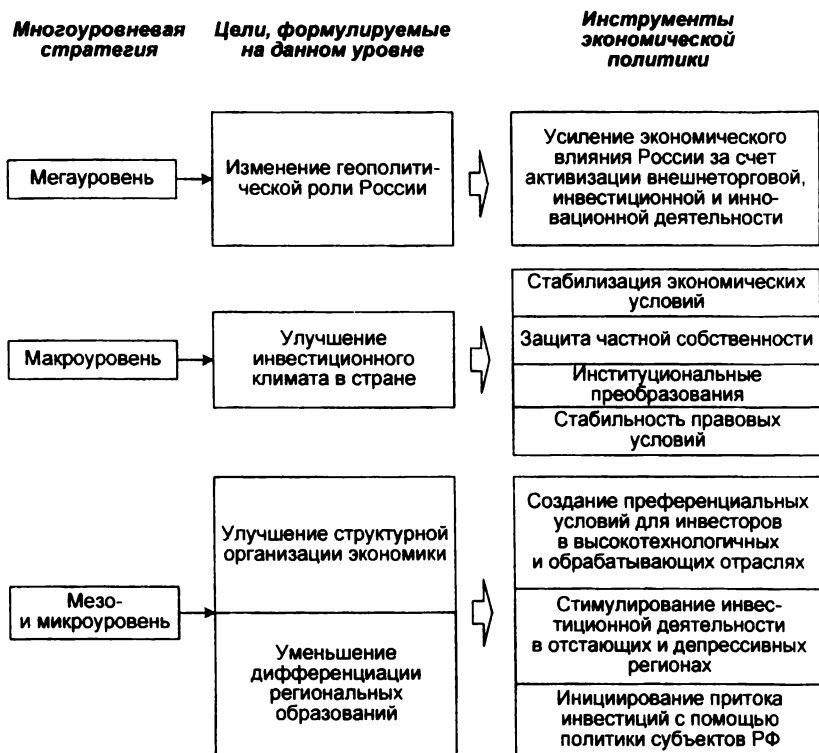 Многоуровневая
стратегия
Цели, формулируемые
на данном уровне
Инструменты
экономической
политики
Мегауровень
Изменение геополити-
ческой роли России
Усиление экономического
влияния России за счет
активизации внешнеторговой,
инвестиционной и инно-
вационной деятельности
Макроуровень
Улучшение
инвестиционного
климата в стране
Стабилизация экономических
условий
Защита частной собственности
Институциональные
преобразования
Стабильность правовых
условий
Мезо-
и микроуровень
Улучшение структурной
организации экономики
Уменьшение
дифференциации
региональных
образований
Создание преференциальных
условий для инвесторов
в высокотехнологичных
и обрабатывающих отраслях
Стимулирование инвес-
тиционной деятельности
в отстающих и депрессивных
регионах
Инициирование притока
инвестиций с помощью
политики субъектов РФ